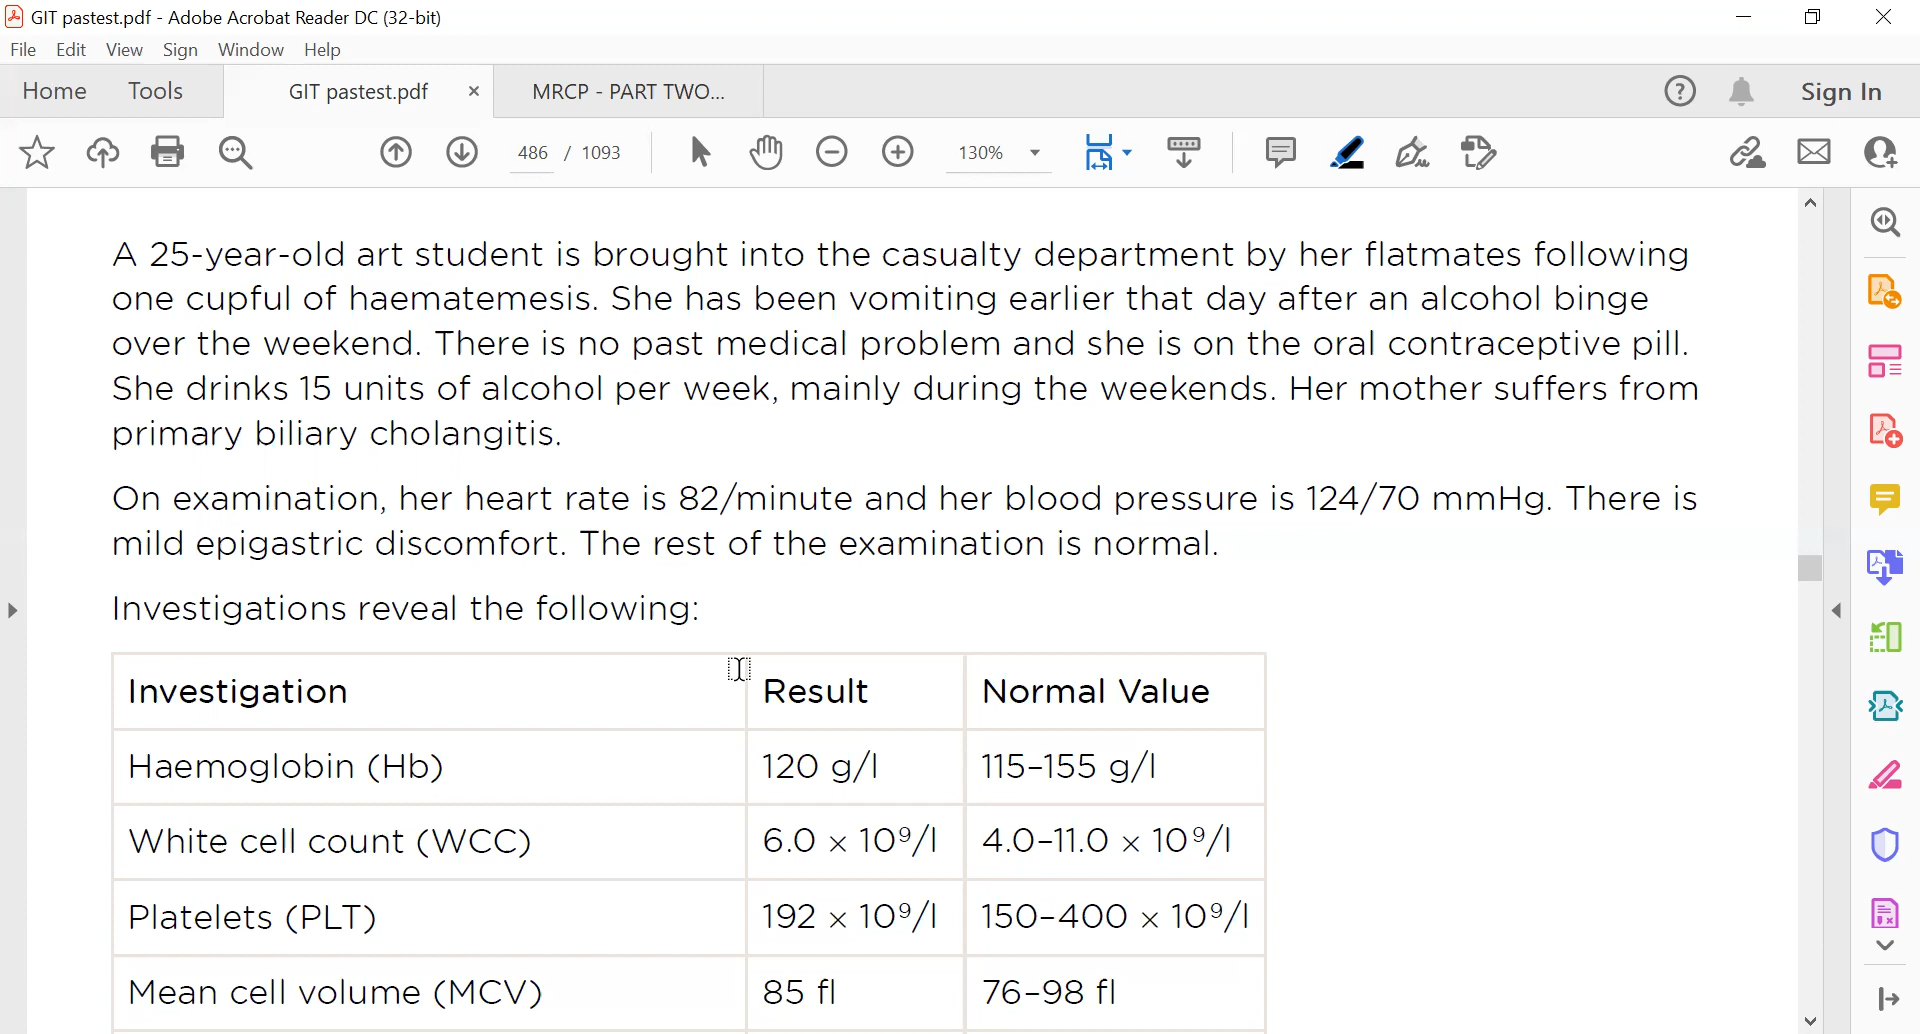 GIT pastest.pdf - Adobe Acrobat Reader DC (32-bit)
File Edit View Sign Window Help
Home Tools GIT pastest.pdf × MRCP - PART TWO... ? Sign In
486 / 1093 130%
A 25-year-old art student is brought into the casualty department by her flatmates following
one cupful of haematemesis. She has been vomiting earlier that day after an alcohol binge
over the weekend. There is no past medical problem and she is on the oral contraceptive pill.
She drinks 15 units of alcohol per week, mainly during the weekends. Her mother suffers from
primary biliary cholangitis.
On examination, her heart rate is 82/minute and her blood pressure is 124/70 mmHg. There is
mild epigastric discomfort. The rest of the examination is normal.
Investigations reveal the following:
Investigation Result Normal Value
Haemoglobin (Hb) 120 g/l 115–155 g/l
White cell count (WCC) 6.0 × 10⁹/l 4.0–11.0 × 10⁹/l
Platelets (PLT) 192 × 10⁹/l 150–400 × 10⁹/l
Mean cell volume (MCV) 85 fl 76–98 fl